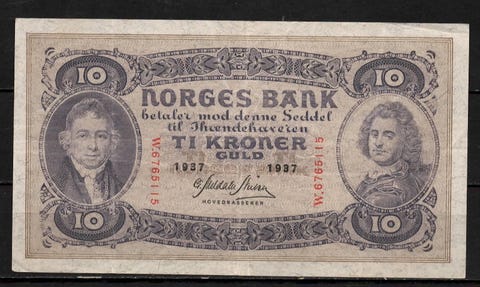 10 10
NORGES BANK
betaler mod denne Seddel
til Ihændehaveren
TI KRONER
GULD
1937 1937
W.6765115
W.6765115
HOVEDKASSERER
10 10